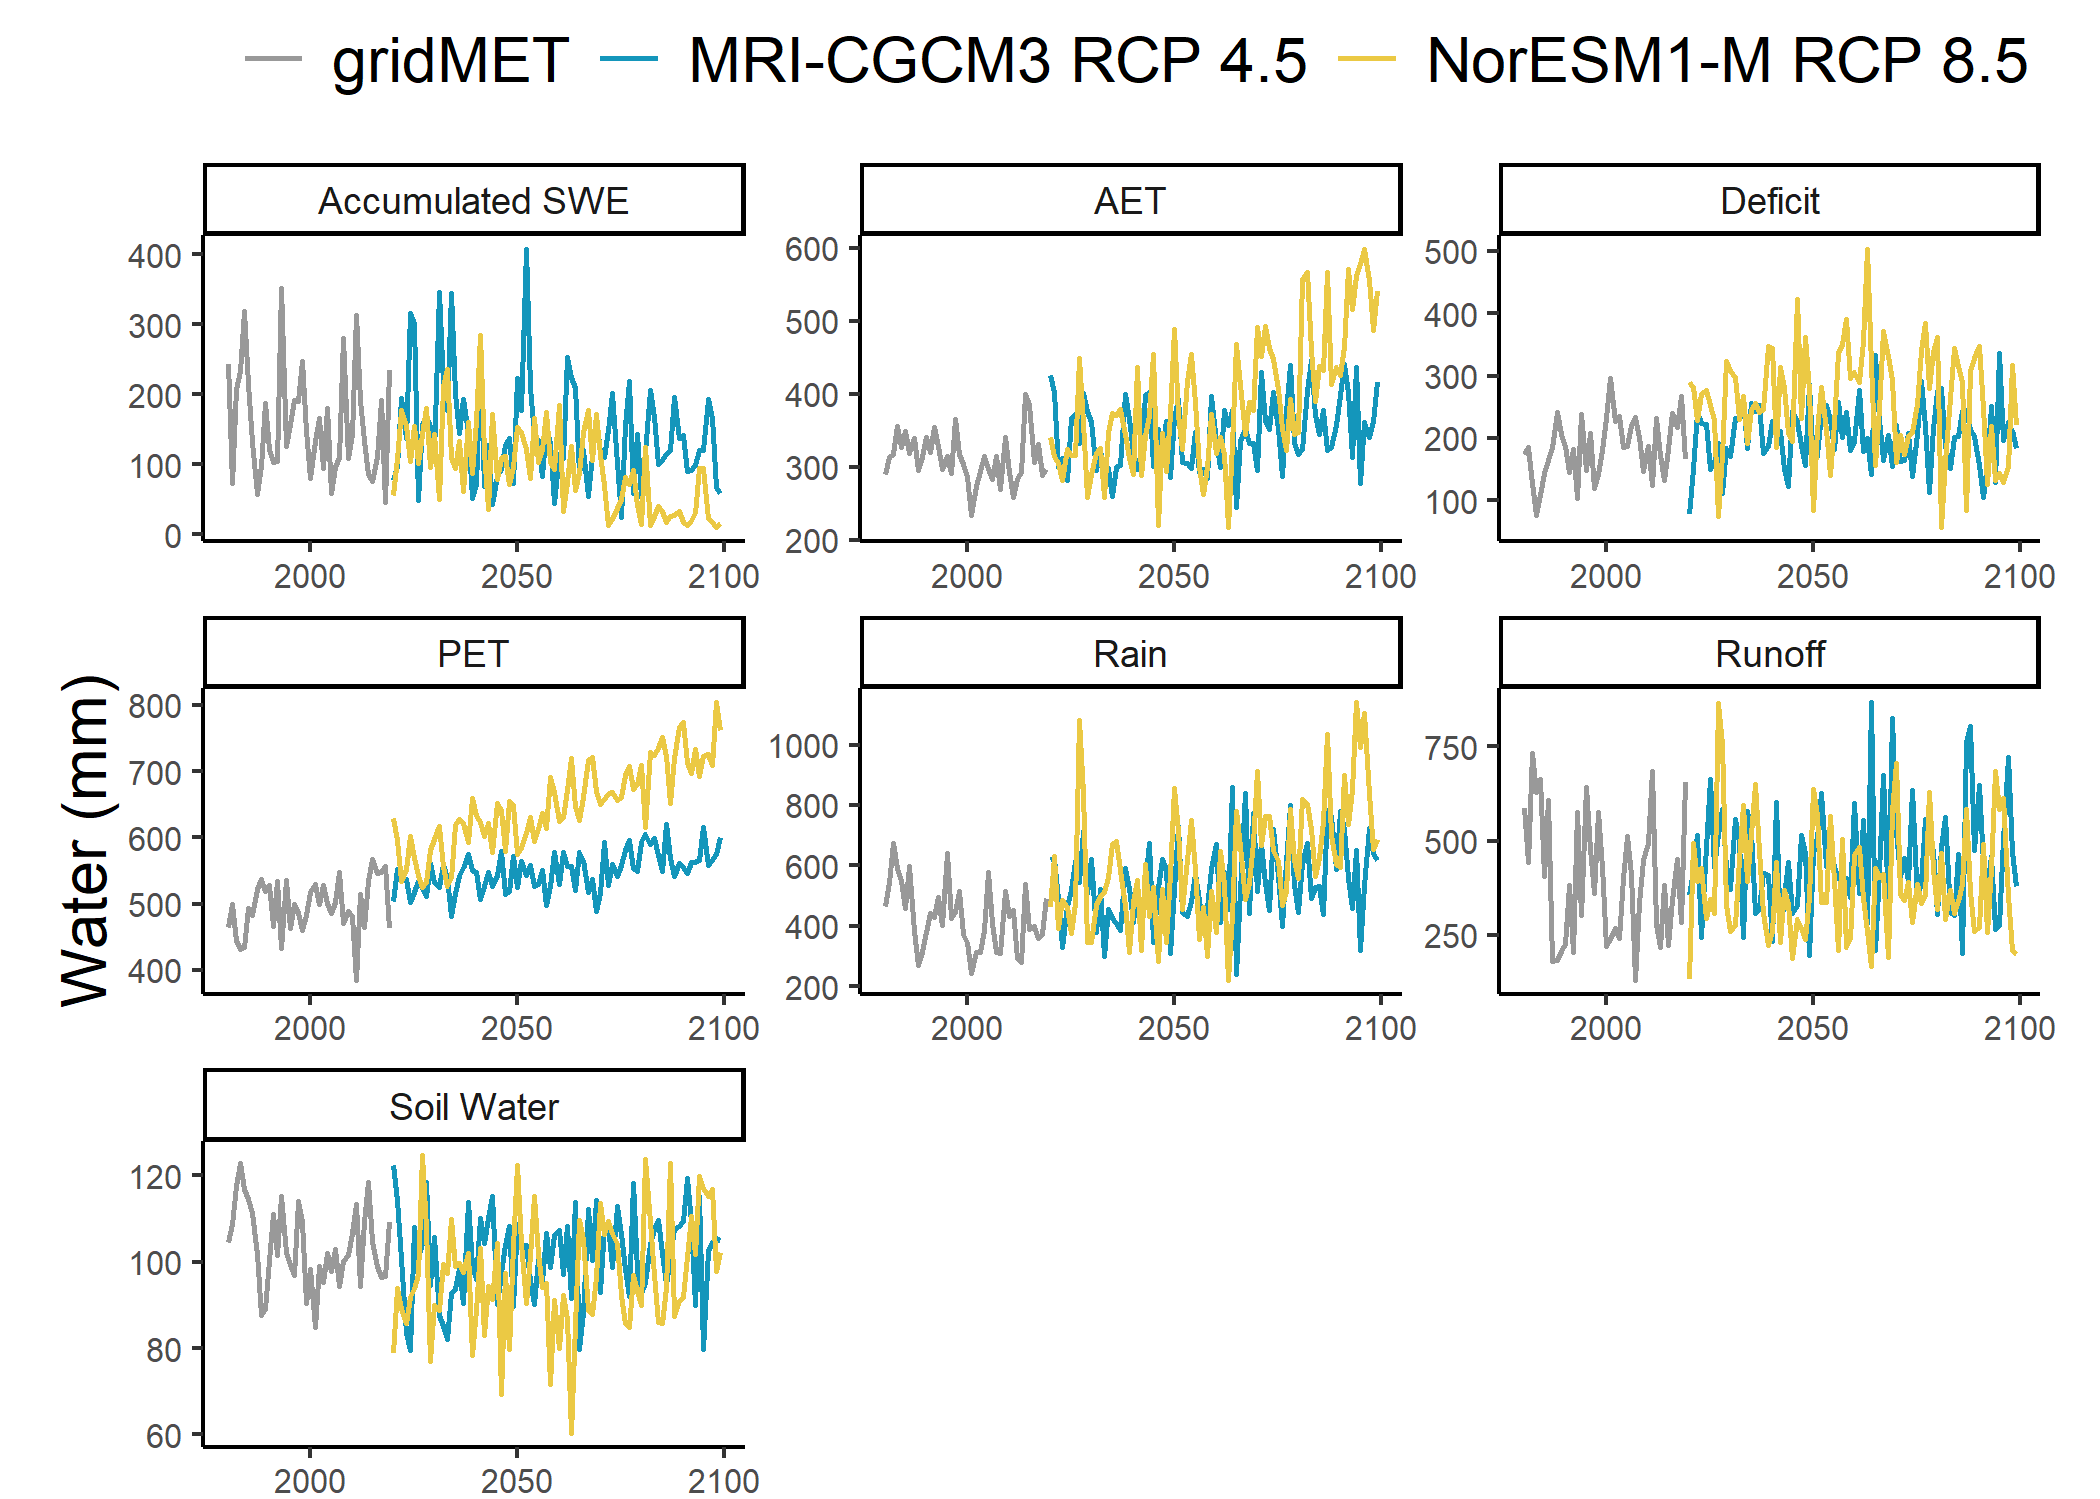 gridMET MRI-CGCM3 RCP 4.5 NorESM1-M RCP 8.5
Accumulated SWE AET Deficit
400 600 500
300 500 400
200 400 300
100 300 200
0 200 100
2000 2050 2100 2000 2050 2100 2000 2050 2100
PET Rain Runoff
Water (mm)
800 1000 750
700 800 500
600 600 250
500 400
400 200
2000 2050 2100 2000 2050 2100 2000 2050 2100
Soil Water
120
100
80
60
2000 2050 2100